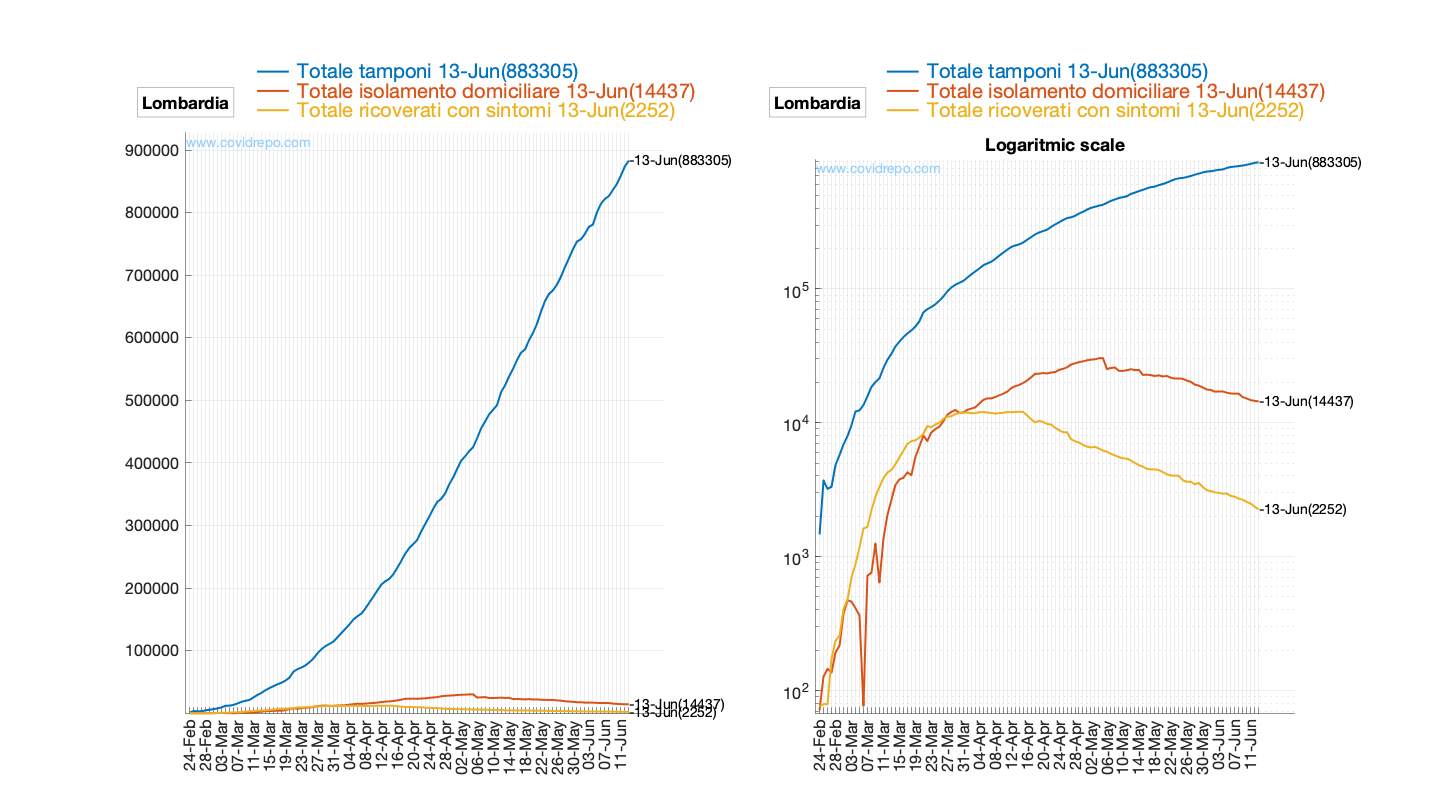 Totale tamponi 13-Jun(883305)
Totale isolamento domiciliare 13-Jun(14437)
Totale ricoverati con sintomi 13-Jun(2252)
Lombardia
www.covidrepo.com
900000
800000
700000
600000
500000
400000
300000
200000
100000
-13-Jun(883305)
-13-Jun(14437)
-13-Jun(2252)
24-Feb
28-Feb
03-Mar
07-Mar
11-Mar
15-Mar
19-Mar
23-Mar
27-Mar
31-Mar
04-Apr
08-Apr
12-Apr
16-Apr
20-Apr
24-Apr
28-Apr
02-May
06-May
10-May
14-May
18-May
22-May
26-May
30-May
03-Jun
07-Jun
11-Jun
Totale tamponi 13-Jun(883305)
Totale isolamento domiciliare 13-Jun(14437)
Totale ricoverati con sintomi 13-Jun(2252)
Lombardia
Logaritmic scale
www.covidrepo.com
10^5
10^4
10^3
10^2
-13-Jun(883305)
-13-Jun(14437)
-13-Jun(2252)
24-Feb
28-Feb
03-Mar
07-Mar
11-Mar
15-Mar
19-Mar
23-Mar
27-Mar
31-Mar
04-Apr
08-Apr
12-Apr
16-Apr
20-Apr
24-Apr
28-Apr
02-May
06-May
10-May
14-May
18-May
22-May
26-May
30-May
03-Jun
07-Jun
11-Jun